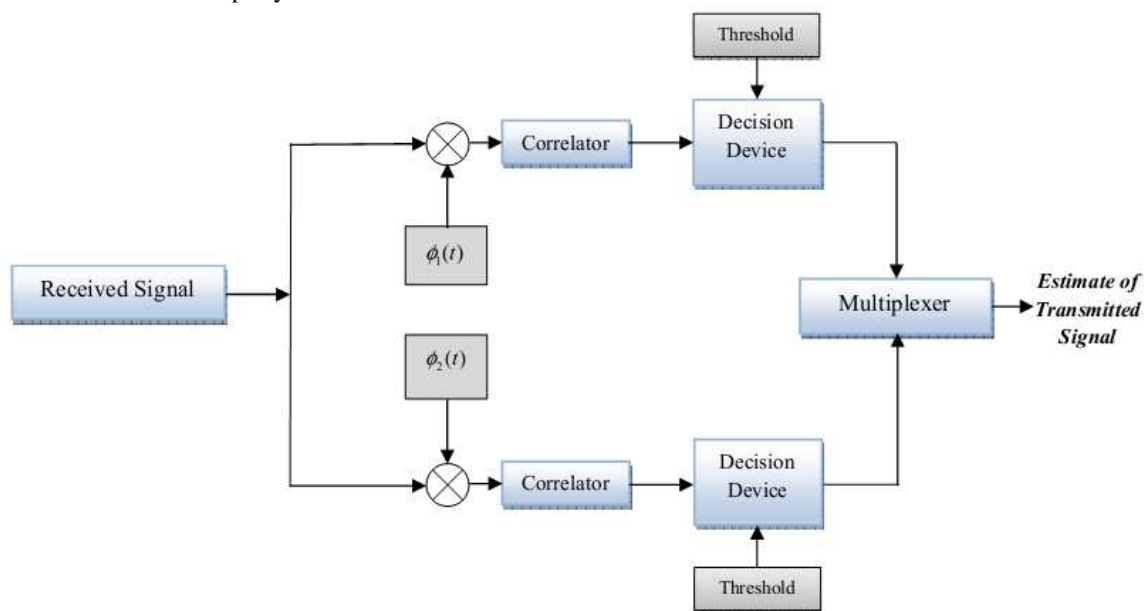 Threshold
Decision
Device
Correlator
ϕ₁(t)
Received Signal
Multiplexer
Estimate of
Transmitted
Signal
ϕ₂(t)
Correlator
Decision
Device
Threshold